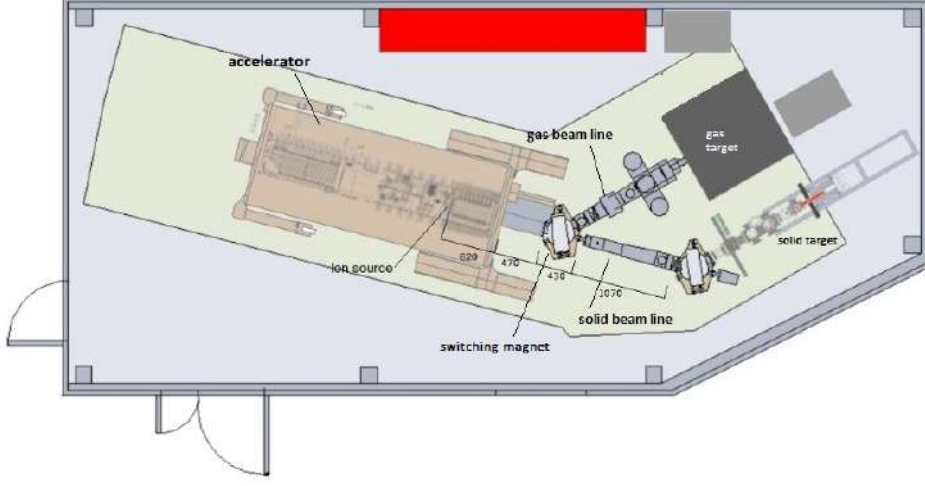 accelerator
gas beam line
gas
target
solid target
ion source
820
470
430
1070
solid beam line
switching magnet